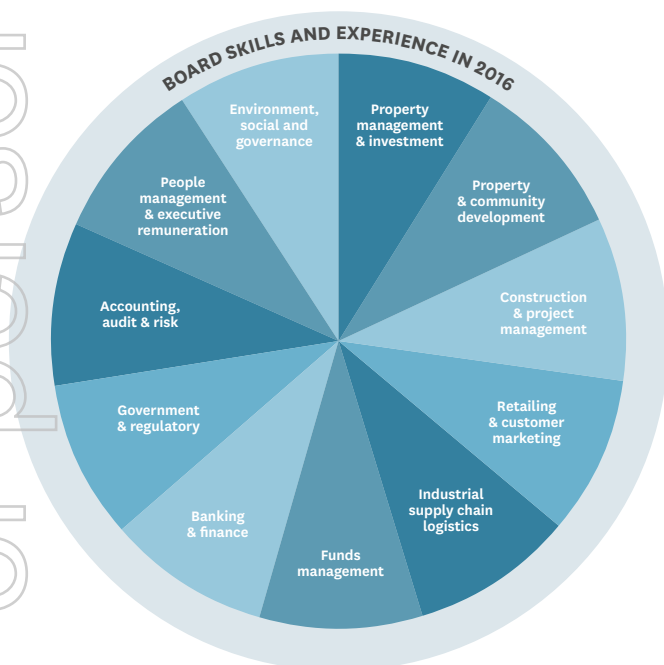 BOARD SKILLS AND EXPERIENCE IN 2016
Environment,
social and
governance
Property
management
& investment
Property
& community
development
Construction
& project
management
Retailing
& customer
marketing
Industrial
supply chain
logistics
Funds
management
Banking
& finance
Government
& regulatory
Accounting,
audit & risk
People
management
& executive
remuneration